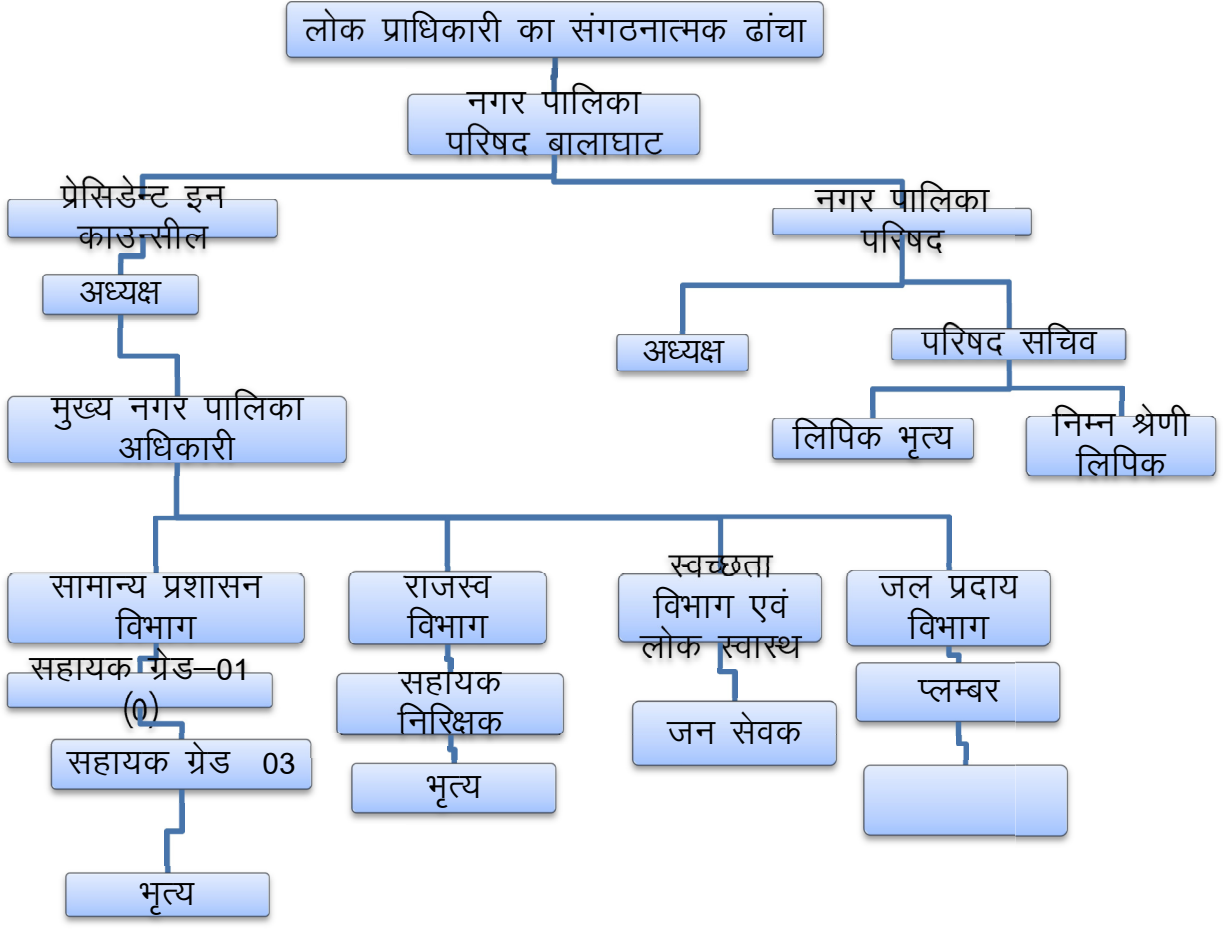 लोक प्राधिकारी का संगठनात्मक ढांचा
नगर पालिका
परिषद बालाघाट
प्रेसिडेन्ट इन
काउन्सील
नगर पालिका
परिषद
अध्यक्ष
अध्यक्ष
परिषद सचिव
मुख्य नगर पालिका
अधिकारी
लिपिक भृत्य
निम्न श्रेणी
लिपिक
सामान्य प्रशासन
विभाग
राजस्व
विभाग
स्वच्छता
विभाग एवं
लोक स्वास्थ
जल प्रदाय
विभाग
सहायक ग्रेड–01
(0)
सहायक
निरिक्षक
जन सेवक
प्लम्बर
सहायक ग्रेड 03
भृत्य
भृत्य